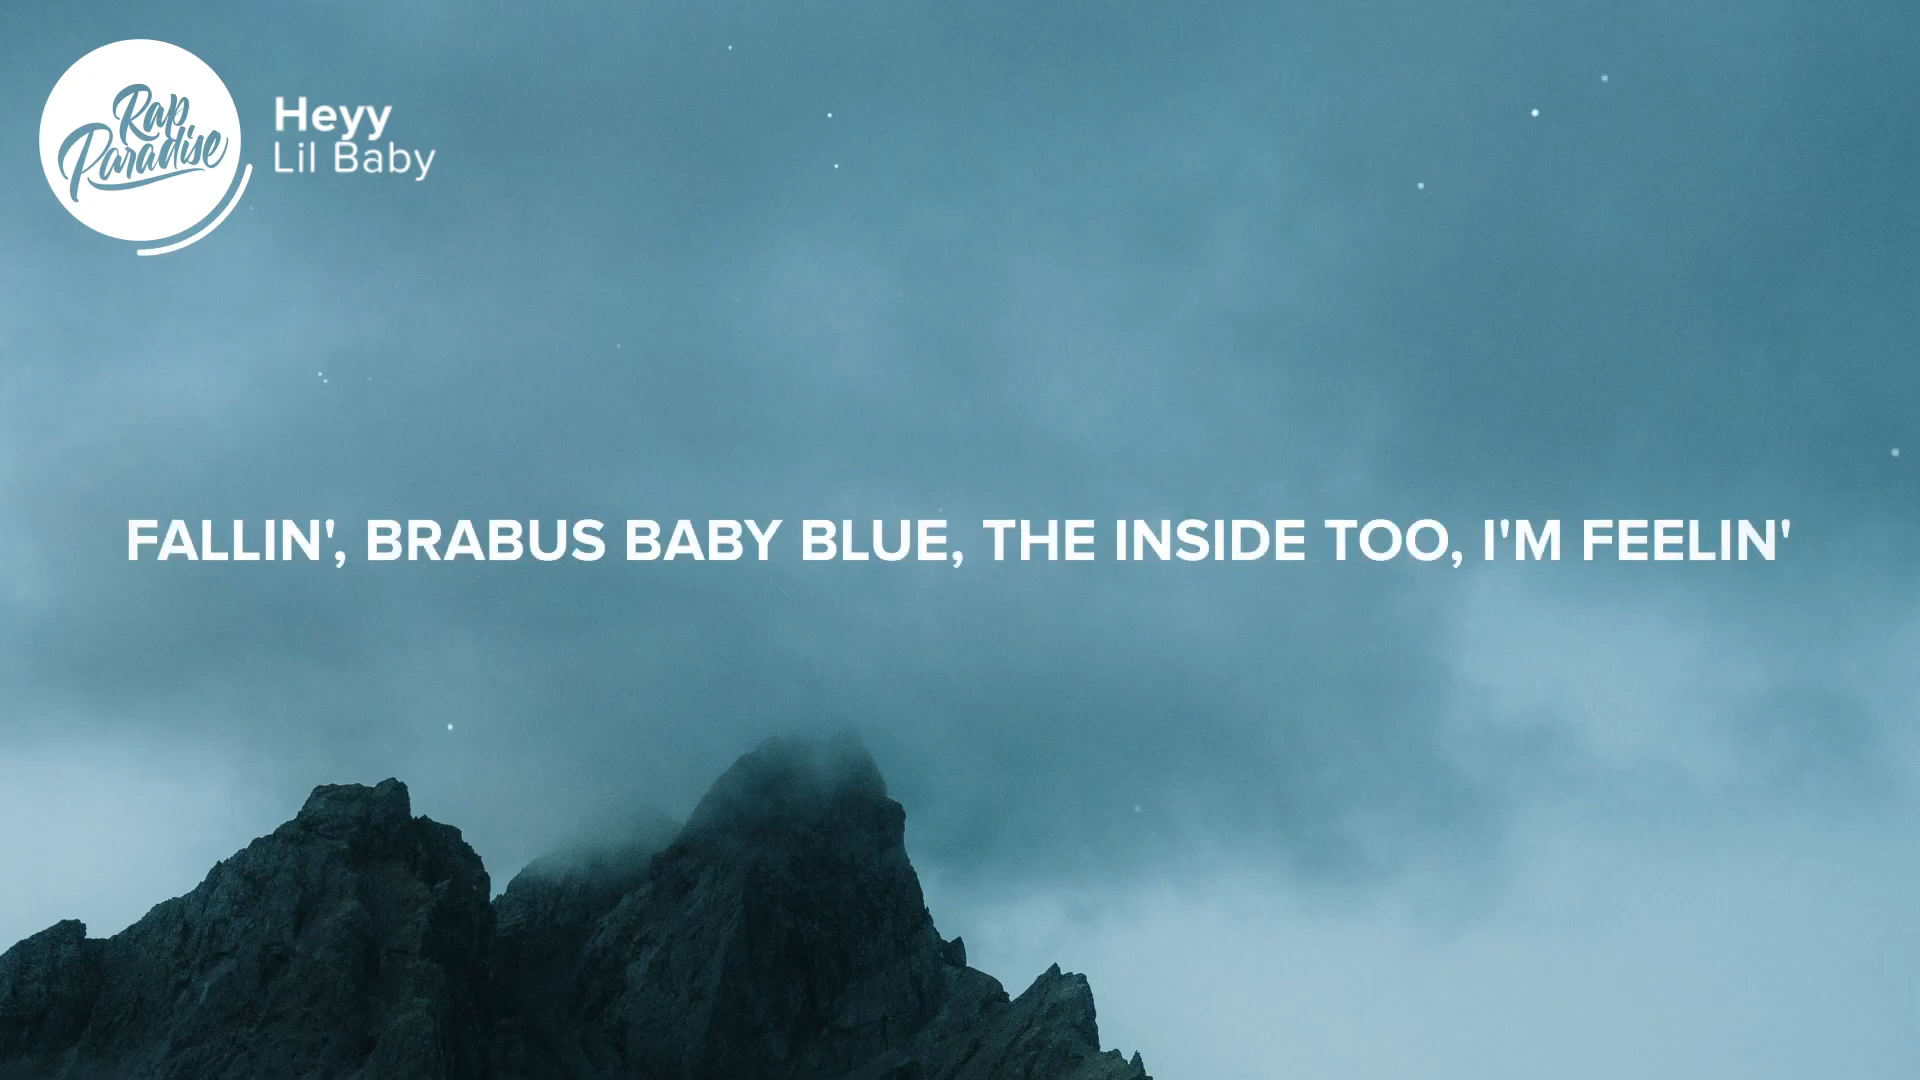 Rap
Paradise
Heyy
Lil Baby
FALLIN', BRABUS BABY BLUE, THE INSIDE TOO, I'M FEELIN'